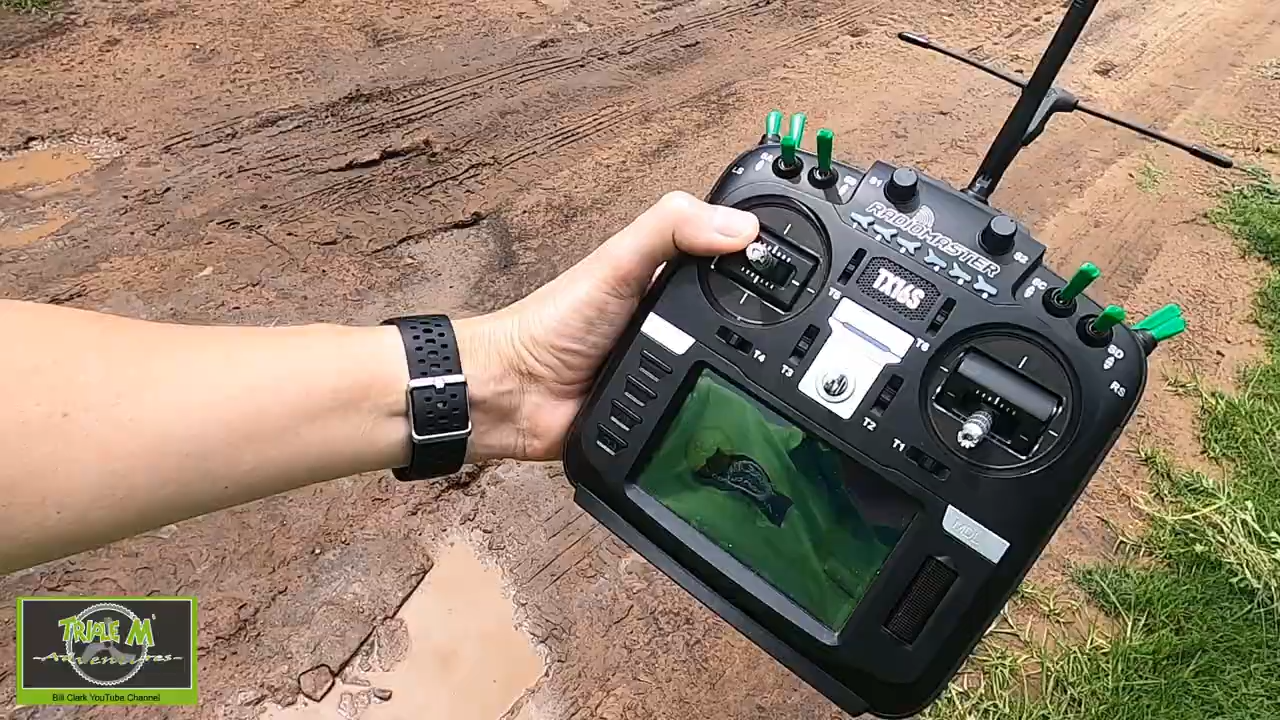 LS
S1
RADIOMASTER
S2
SC
TX16S
T5
T6
SD
RS
T4
T3
T2
T1
MDL
TRIPLE M
Adventures
Bill Clark YouTube Channel